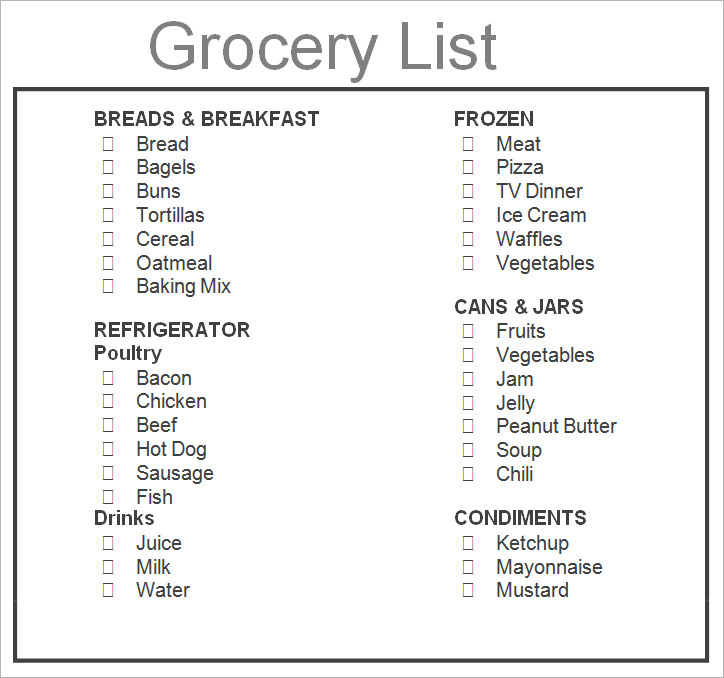 Grocery List
BREADS & BREAKFAST
Bread
Bagels
Buns
Tortillas
Cereal
Oatmeal
Baking Mix
REFRIGERATOR
Poultry
Bacon
Chicken
Beef
Hot Dog
Sausage
Fish
Drinks
Juice
Milk
Water
FROZEN
Meat
Pizza
TV Dinner
Ice Cream
Waffles
Vegetables
CANS & JARS
Fruits
Vegetables
Jam
Jelly
Peanut Butter
Soup
Chili
CONDIMENTS
Ketchup
Mayonnaise
Mustard